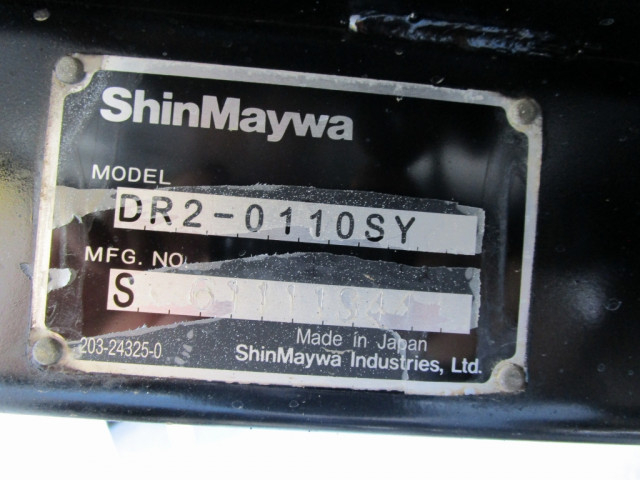 ShinMaywa
MODEL
DR2-0110SY
MFG. NO.
S
Made in Japan
203-24325-0
ShinMaywa Industries, Ltd.